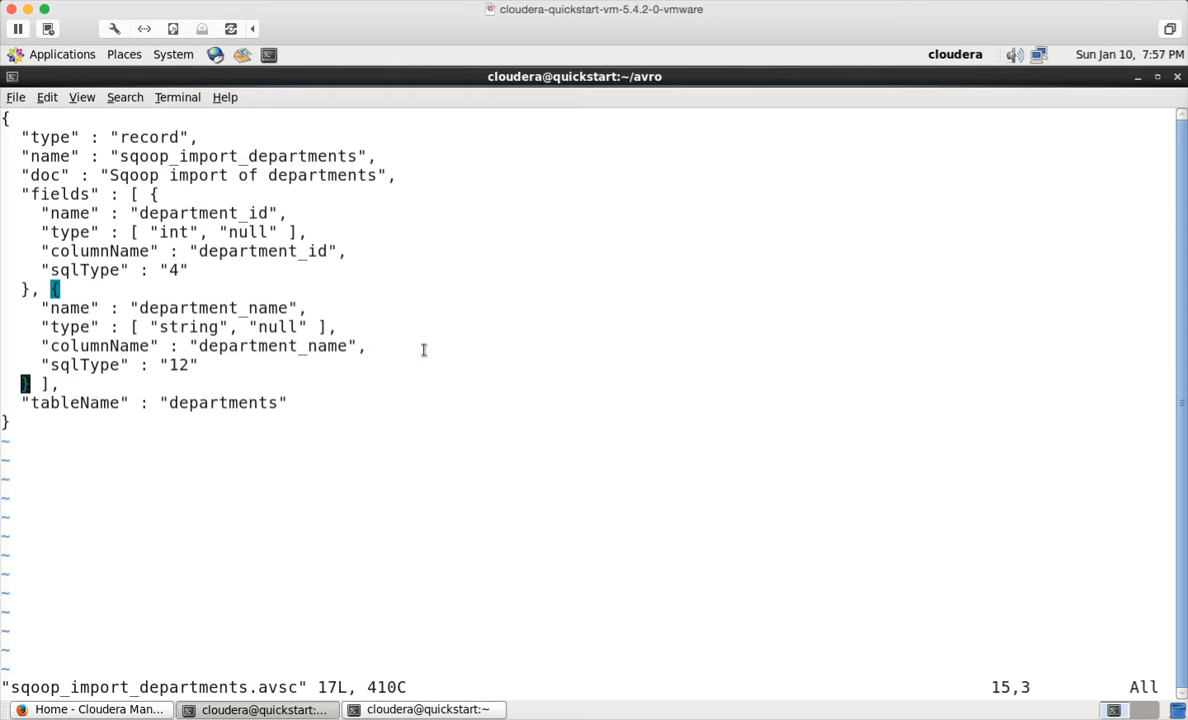 cloudera-quickstart-vm-5.4.2-0-vmware
Applications Places System cloudera Sun Jan 10, 7:57 PM
cloudera@quickstart:~/avro
File Edit View Search Terminal Help
{
  "type" : "record",
  "name" : "sqoop_import_departments",
  "doc" : "Sqoop import of departments",
  "fields" : [ {
    "name" : "department_id",
    "type" : [ "int", "null" ],
    "columnName" : "department_id",
    "sqlType" : "4"
  }, {
    "name" : "department_name",
    "type" : [ "string", "null" ],
    "columnName" : "department_name",
    "sqlType" : "12"
  } ],
  "tableName" : "departments"
}
~
~
~
~
~
~
~
~
~
~
~
~
~
"sqoop_import_departments.avsc" 17L, 410C 15,3 All
Home - Cloudera Man... cloudera@quickstart:... cloudera@quickstart:~